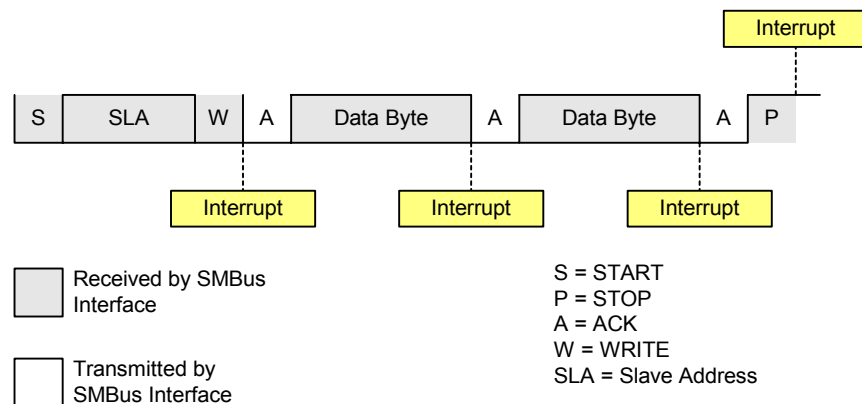 Interrupt
S SLA W A Data Byte A Data Byte A P
Interrupt Interrupt Interrupt
Received by SMBus
Interface
Transmitted by
SMBus Interface
S = START
P = STOP
A = ACK
W = WRITE
SLA = Slave Address